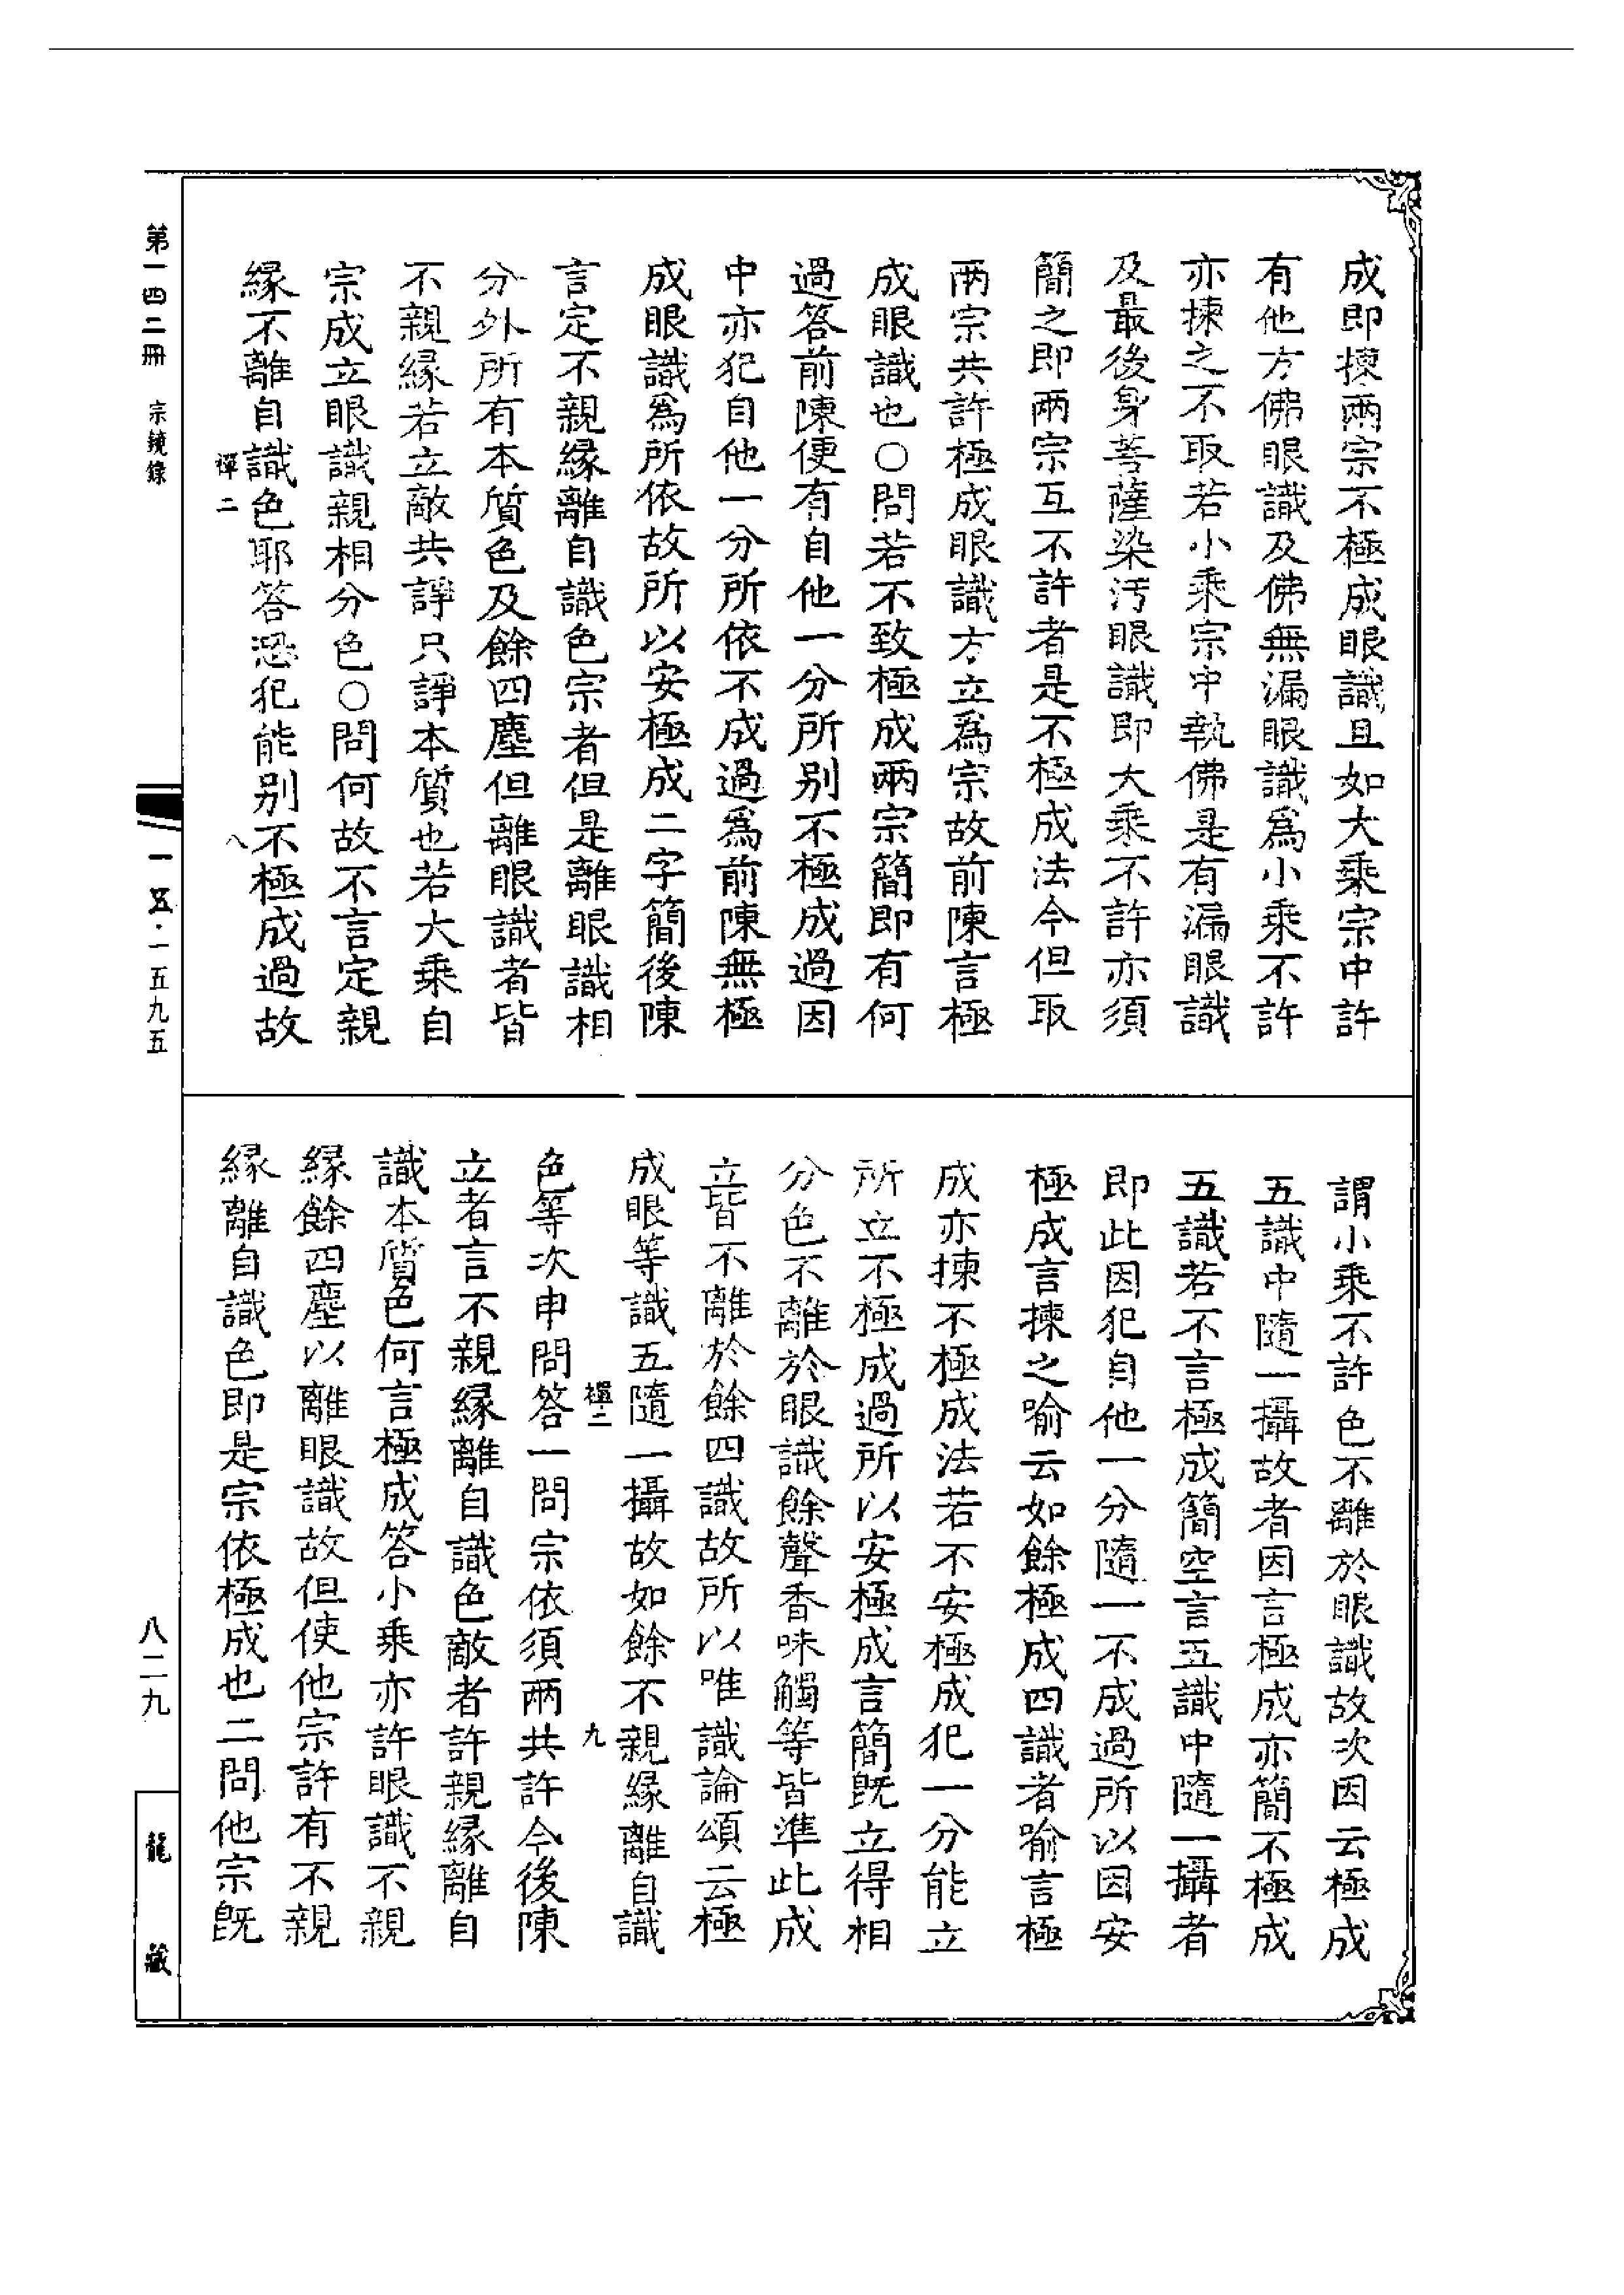 成即揀兩宗不極成眼識且如大乘宗中許
有他方佛眼識及佛無漏眼識爲小乘不許
亦揀之不取若小乘宗中執佛是有漏眼識
及最後身菩薩染污眼識即大乘不許亦須
簡之即兩宗互不許者是不極成法今但取
兩宗共許極成眼識方立爲宗故前陳言極
成眼識也○問若不致極成兩宗簡即有何
過答前陳便有自他一分所别不極成過因
中亦犯自他一分所依不成過爲前陳無極
成眼識爲所依故所以安極成二字簡後陳
言定不親緣離自識色宗者但是離眼識相
分外所有本質色及餘四塵但離眼識者皆
不親緣若立敵共諍只諍本質也若大乘自
宗成立眼識親相分色○問何故不言定親
緣不離自識色耶答恐犯能别不極成過故
禪二
八
謂小乘不許色不離於眼識故次因云極成
五識中隨一攝故者因言極成亦簡不極成
五識若不言極成簡空言五識中隨一攝者
即此因犯自他一分隨一不成過所以因安
極成言揀之喻云如餘極成四識者喻言極
成亦揀不極成法若不安極成犯一分能立
所立不極成過所以安極成言簡旣立得相
分色不離於眼識餘聲香味觸等皆準此成
立皆不離於餘四識故所以唯識論頌云極
成眼等識五隨一攝故如餘不親緣離自識
禪二
九
色等次申問答一問宗依須兩共許今後陳
立者言不親緣離自識色敵者許親緣離自
識本質色何言極成答小乘亦許眼識不親
緣餘四塵以離眼識故但使他宗許有不親
緣離自識色即是宗依極成也二問他宗旣
第一四二冊
宗鏡錄
一五·一五九五
八二九
龍藏